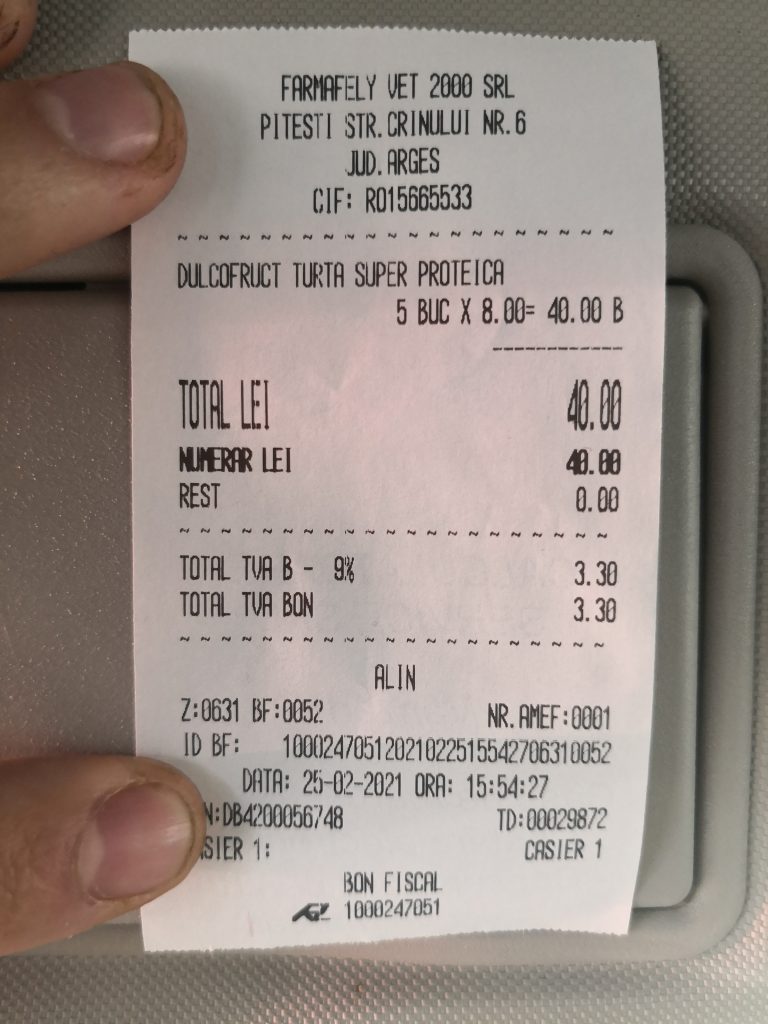 FARMAFELY VET 2000 SRL
PITESTI STR.CRINULUI NR.6
JUD.ARGES
CIF: RO15665533
~ ~ ~ ~ ~ ~ ~ ~ ~ ~ ~ ~ ~ ~ ~ ~ ~ ~ ~ ~ ~ ~
DULCOFRUCT TURTA SUPER PROTEICA
5 BUC X 8.00= 40.00 B
--------------
TOTAL LEI 40.00
NUMERAR LEI 40.00
REST 0.00
~ ~ ~ ~ ~ ~ ~ ~ ~ ~ ~ ~ ~ ~ ~ ~ ~ ~ ~ ~ ~ ~
TOTAL TVA B - 9% 3.30
TOTAL TVA BON 3.30
~ ~ ~ ~ ~ ~ ~ ~ ~ ~ ~ ~ ~ ~ ~ ~ ~ ~ ~ ~ ~ ~
ALIN
Z:0631 BF:0052 NR.AMEF:0001
ID BF: 10002470512021022515542706310052
DATA: 25-02-2021 ORA: 15:54:27
N:DB4200056748 TD:00029872
ASIER 1: CASIER 1
BON FISCAL
1000247051